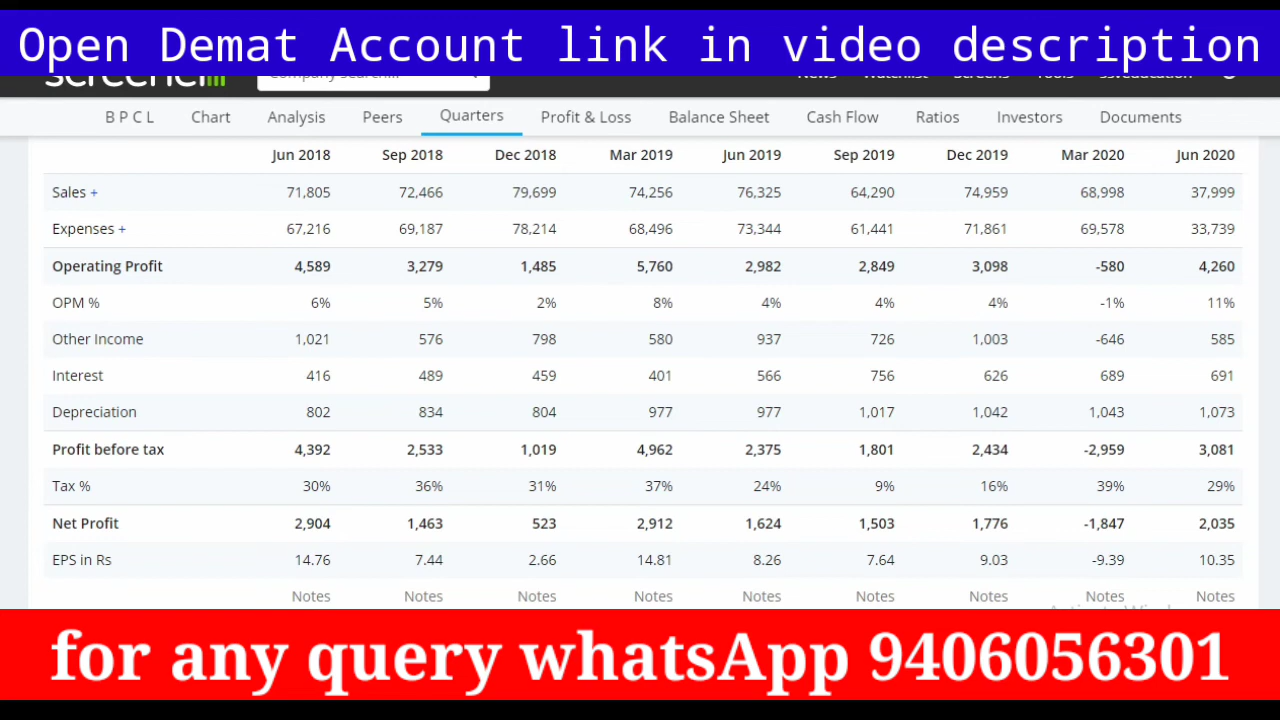 Open Demat Account link in video description
screener
Company search...
News Watchlist Screens Tools
B P C L Chart Analysis Peers Quarters Profit & Loss Balance Sheet Cash Flow Ratios Investors Documents
Jun 2018 Sep 2018 Dec 2018 Mar 2019 Jun 2019 Sep 2019 Dec 2019 Mar 2020 Jun 2020
Sales + 71,805 72,466 79,699 74,256 76,325 64,290 74,959 68,998 37,999
Expenses + 67,216 69,187 78,214 68,496 73,344 61,441 71,861 69,578 33,739
Operating Profit 4,589 3,279 1,485 5,760 2,982 2,849 3,098 -580 4,260
OPM % 6% 5% 2% 8% 4% 4% 4% -1% 11%
Other Income 1,021 576 798 580 937 726 1,003 -646 585
Interest 416 489 459 401 566 756 626 689 691
Depreciation 802 834 804 977 977 1,017 1,042 1,043 1,073
Profit before tax 4,392 2,533 1,019 4,962 2,375 1,801 2,434 -2,959 3,081
Tax % 30% 36% 31% 37% 24% 9% 16% 39% 29%
Net Profit 2,904 1,463 523 2,912 1,624 1,503 1,776 -1,847 2,035
EPS in Rs 14.76 7.44 2.66 14.81 8.26 7.64 9.03 -9.39 10.35
Notes Notes Notes Notes Notes Notes Notes Notes Notes
for any query whatsApp 9406056301